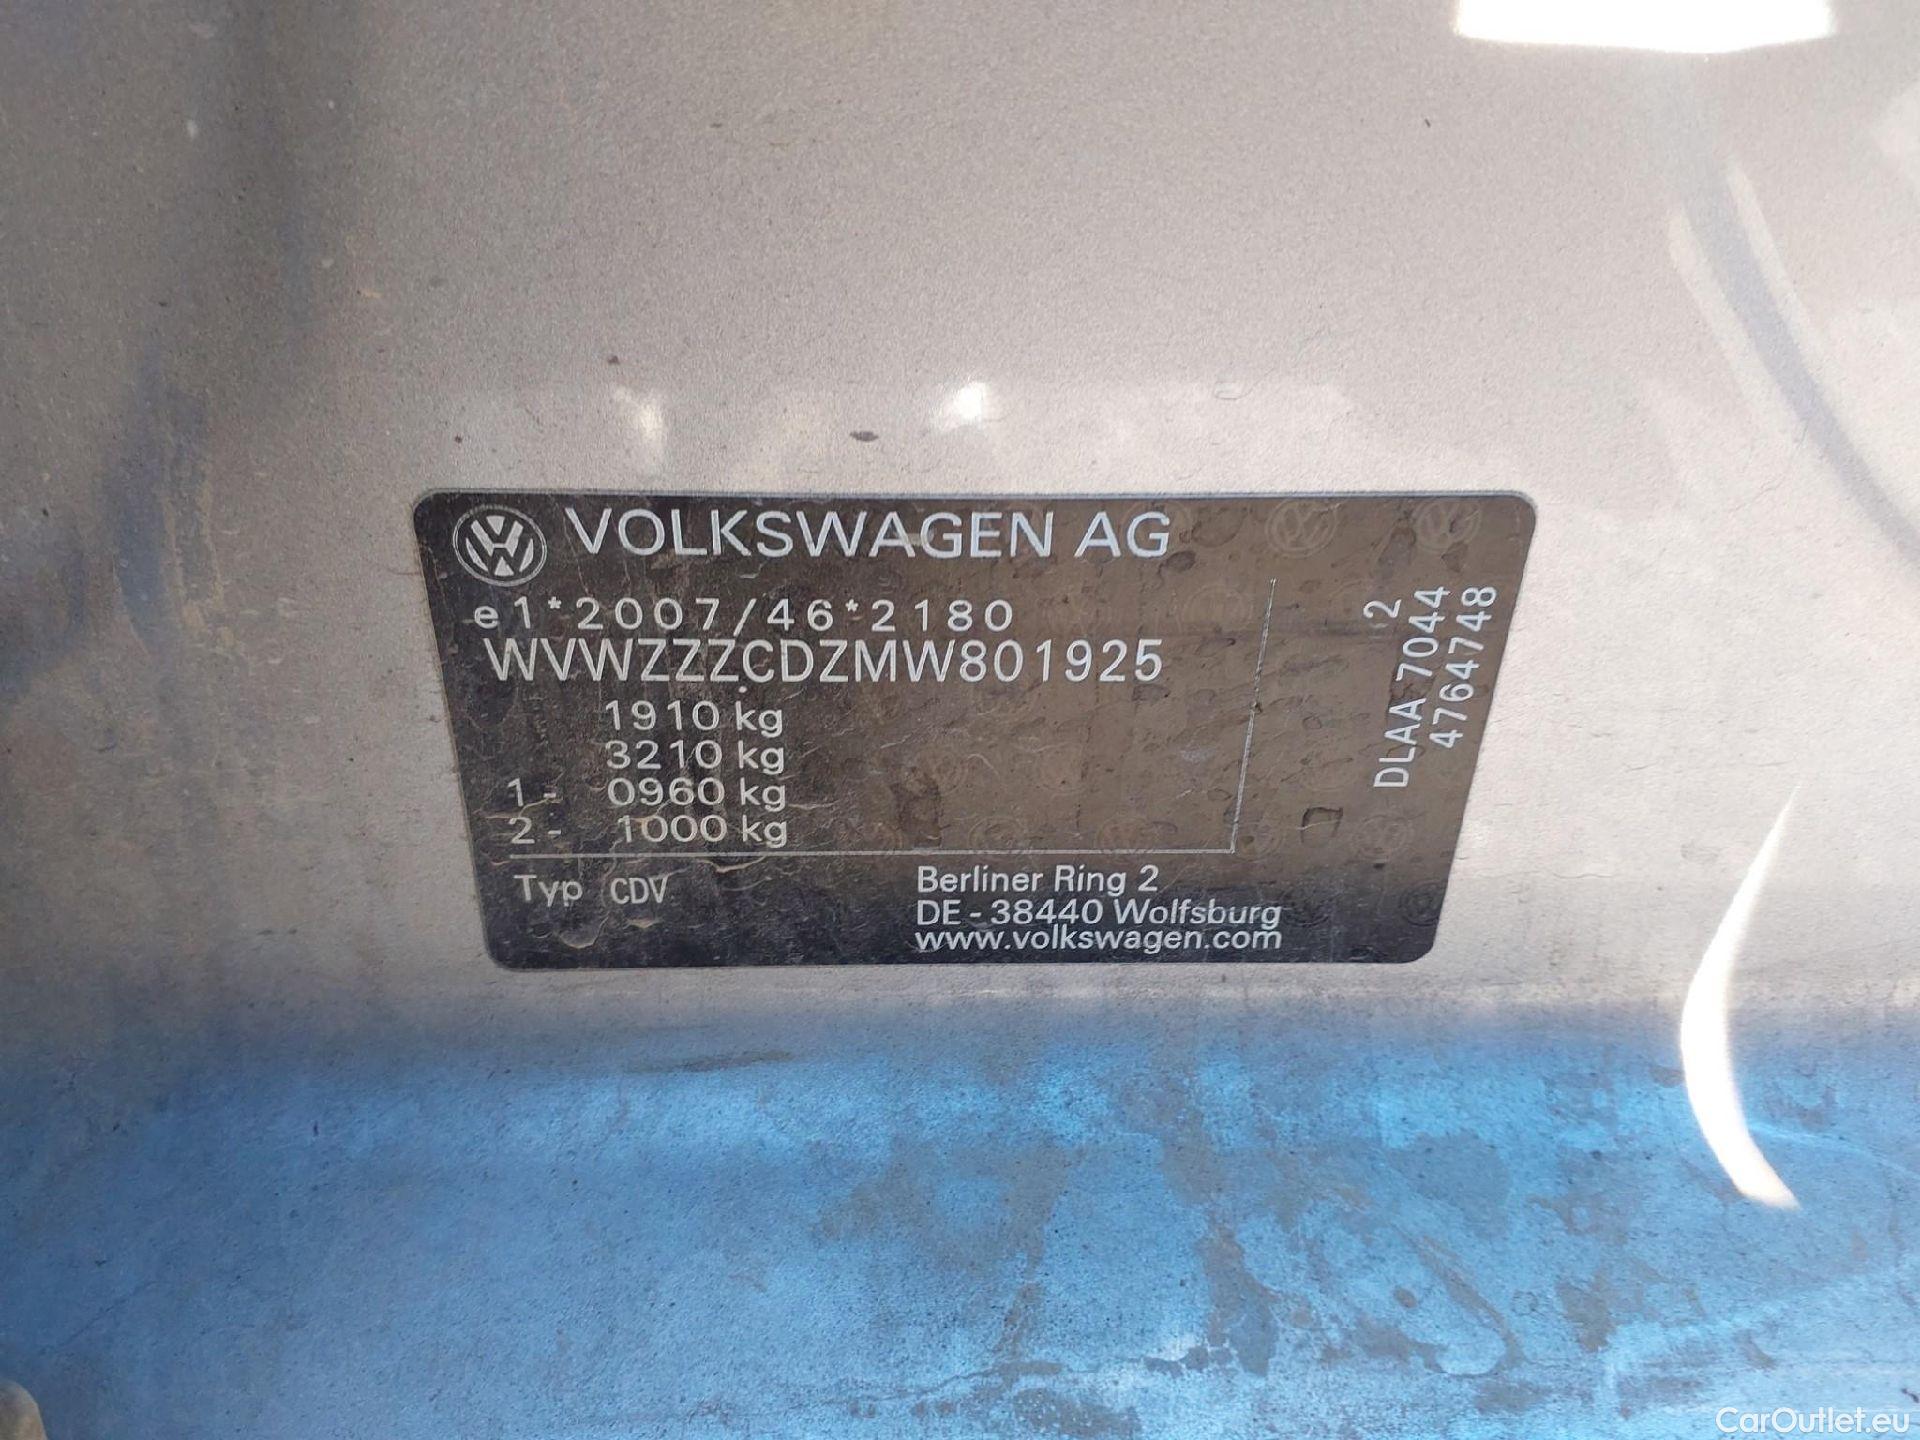 VOLKSWAGEN AG
e1*2007/46*2180
WVWZZZCDZMW801925
1910 kg
3210 kg
1- 0960 kg
2- 1000 kg
Typ CDV
Berliner Ring 2
DE-38440 Wolfsburg
www.volkswagen.com
2
DLAA 7044
4764748
CarOutlet.eu